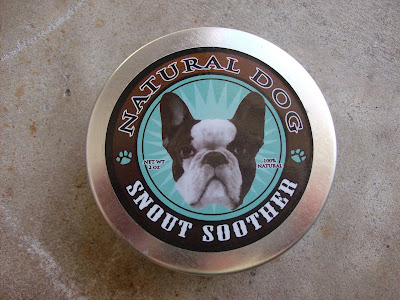 NATURAL DOG
NET WT
2 OZ
100%
NATURAL
SNOUT SOOTHER